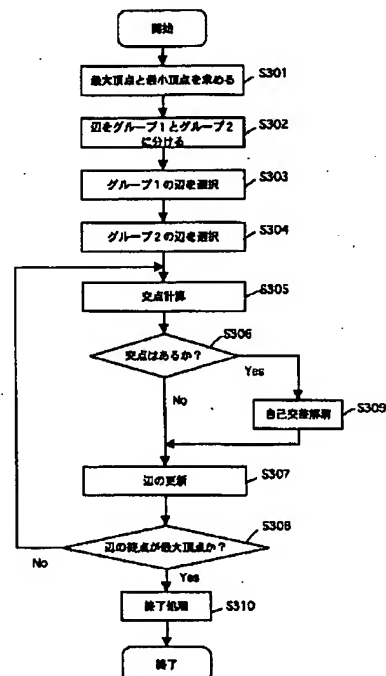 開始
最大頂点と最小頂点を求める
S301
辺をグループ1とグループ2
に分ける
S302
グループ1の辺を選択
S303
グループ2の辺を選択
S304
交点計算
S305
交点はあるか?
S306
Yes
No
自己交差解消
S309
辺の更新
S307
辺の終点が最大頂点か?
S308
No
Yes
終了処理
S310
終了